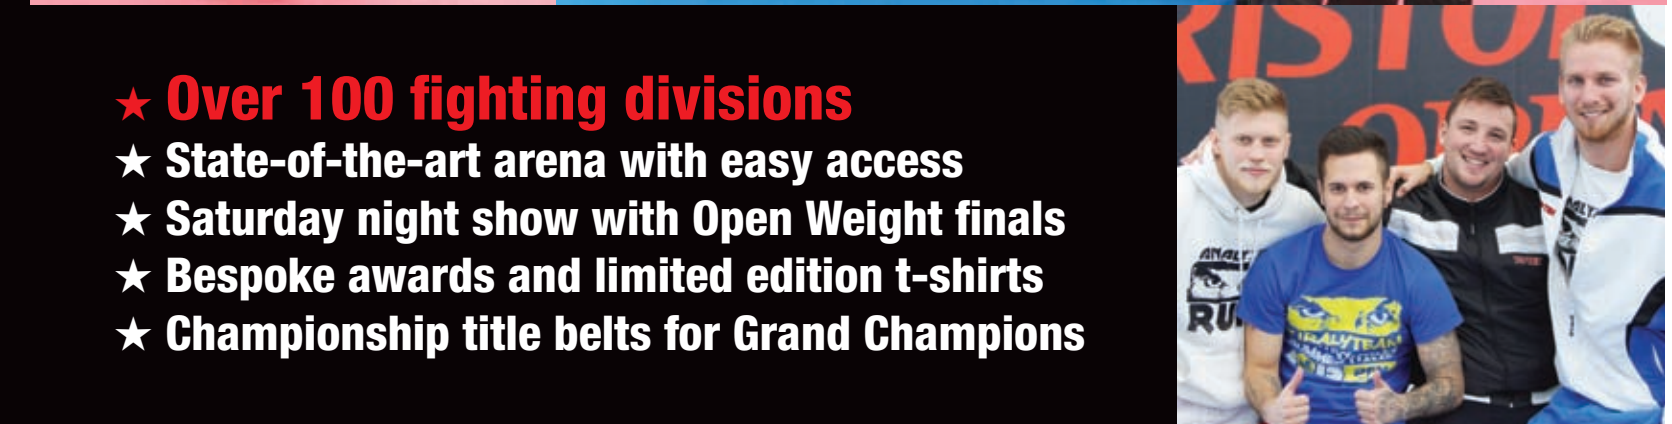 ★ Over 100 fighting divisions
★ State-of-the-art arena with easy access
★ Saturday night show with Open Weight finals
★ Bespoke awards and limited edition t-shirts
★ Championship title belts for Grand Champions